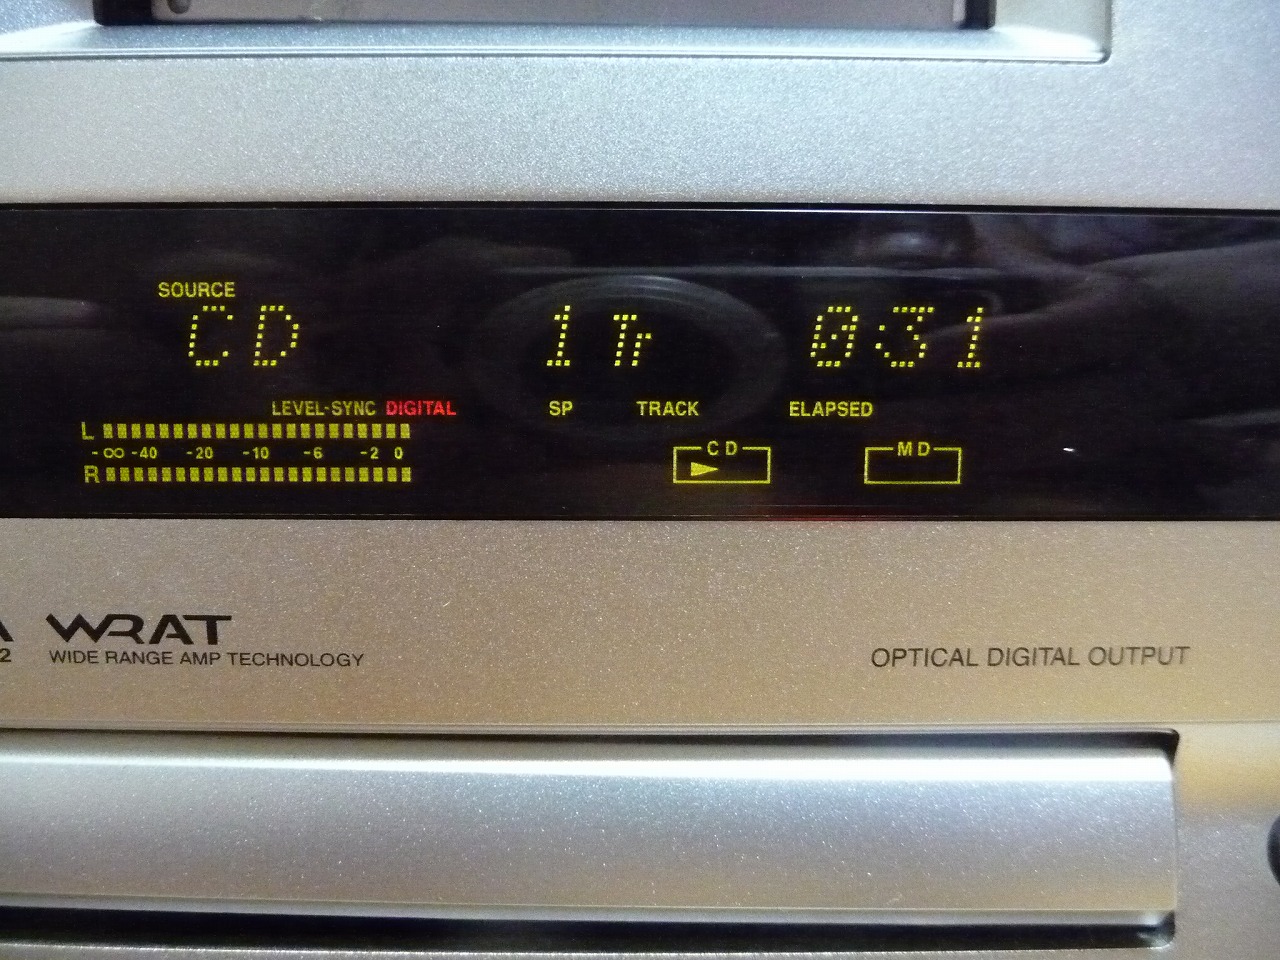 SOURCE
CD 1 Tr 0:31
LEVEL-SYNC DIGITAL SP TRACK ELAPSED
L
-∞ -40 -20 -10 -6 -2 0
R
CD MD
WRAT
2 WIDE RANGE AMP TECHNOLOGY OPTICAL DIGITAL OUTPUT